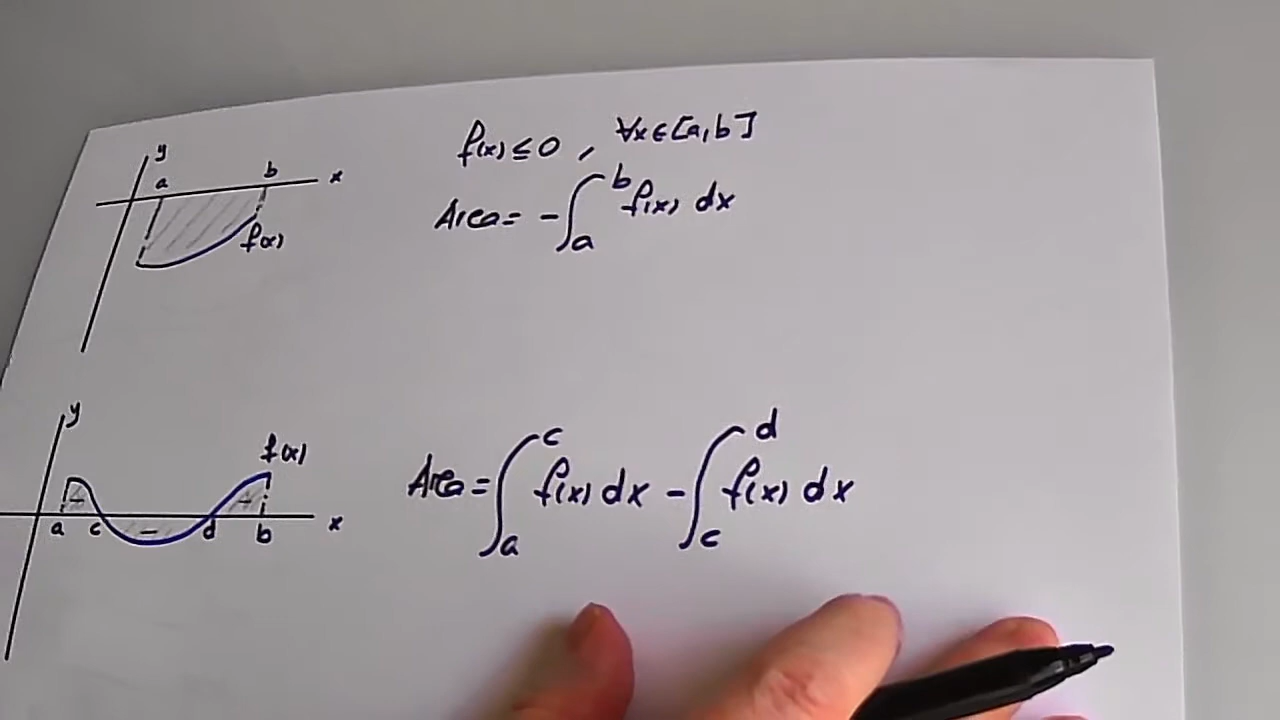 y
a b x
f(x)
f(x) ≤ 0 , ∀x∈[a,b]
Area = -∫_a^b f(x) dx
y
f(x)
+ - +
a c d b x
Area = ∫_a^c f(x) dx - ∫_c^d f(x) dx